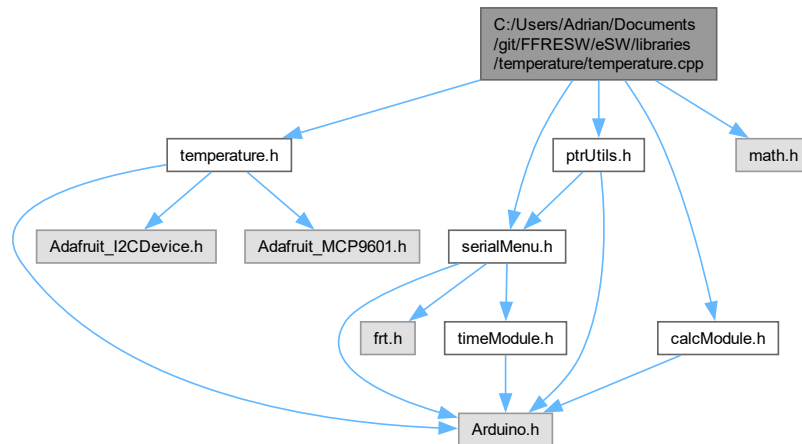 C:/Users/Adrian/Documents
/git/FFRESW/eSW/libraries
/temperature/temperature.cpp
temperature.h
ptrUtils.h
math.h
Adafruit_I2CDevice.h
Adafruit_MCP9601.h
serialMenu.h
frt.h
timeModule.h
calcModule.h
Arduino.h